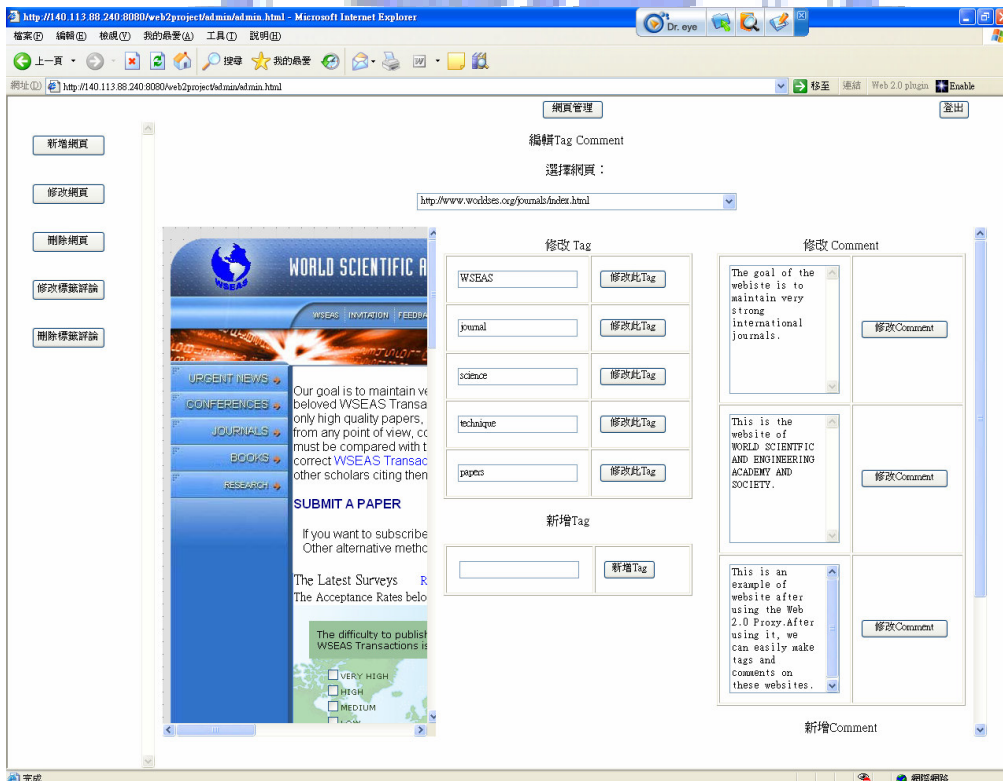 http://140.113.88.240:8080/web2project/admin/admin.html - Microsoft Internet Explorer
Dr. eye
檔案(F) 編輯(E) 檢視(V) 我的最愛(A) 工具(T) 說明(H)
上一頁 搜尋 我的最愛
網址(D) http://140.113.88.240:8080/web2project/admin/admin.html 移至 連結 Web 2.0 plugin Enable
網頁管理 登出
新增網頁
修改網頁
刪除網頁
修改標籤評論
刪除標籤評論
編輯Tag Comment
選擇網頁：
http://www.worldses.org/journals/index.html
WSEAS
WORLD SCIENTIFIC A
WSEAS INVITATION FEEDBA
URGENT NEWS
CONFERENCES
JOURNALS
BOOKS
RESEARCH
Our goal is to maintain ve
beloved WSEAS Transa
only high quality papers,
from any point of view, co
must be compared with t
correct WSEAS Transac
other scholars citing then
SUBMIT A PAPER
If you want to subscribe
Other alternative metho
The Latest Surveys R
The Acceptance Rates belo
The difficulty to publish
WSEAS Transactions is
VERY HIGH
HIGH
MEDIUM
LOW
修改 Tag
WSEAS 修改此Tag
journal 修改此Tag
science 修改此Tag
technique 修改此Tag
papers 修改此Tag
新增Tag
新增Tag
修改 Comment
The goal of the
webiste is to
maintain very
strong
international
journals.
修改Comment
This is the
website of
WORLD SCIENTFIC
AND ENGINEERING
ACADEMY AND
SOCIETY.
修改Comment
This is an
example of
website after
using the Web
2.0 Proxy.After
using it, we
can easily make
tags and
comments on
these websites.
修改Comment
新增Comment
完成 網際網路